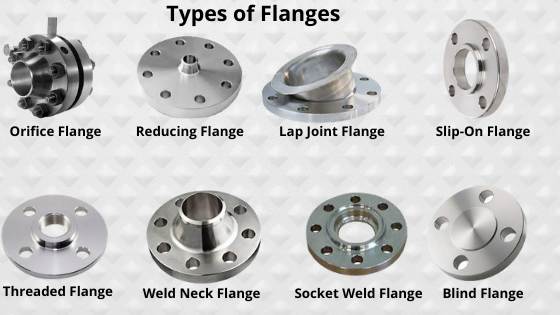 Types of Flanges
Orifice Flange
Reducing Flange
Lap Joint Flange
Slip-On Flange
Threaded Flange
Weld Neck Flange
Socket Weld Flange
Blind Flange